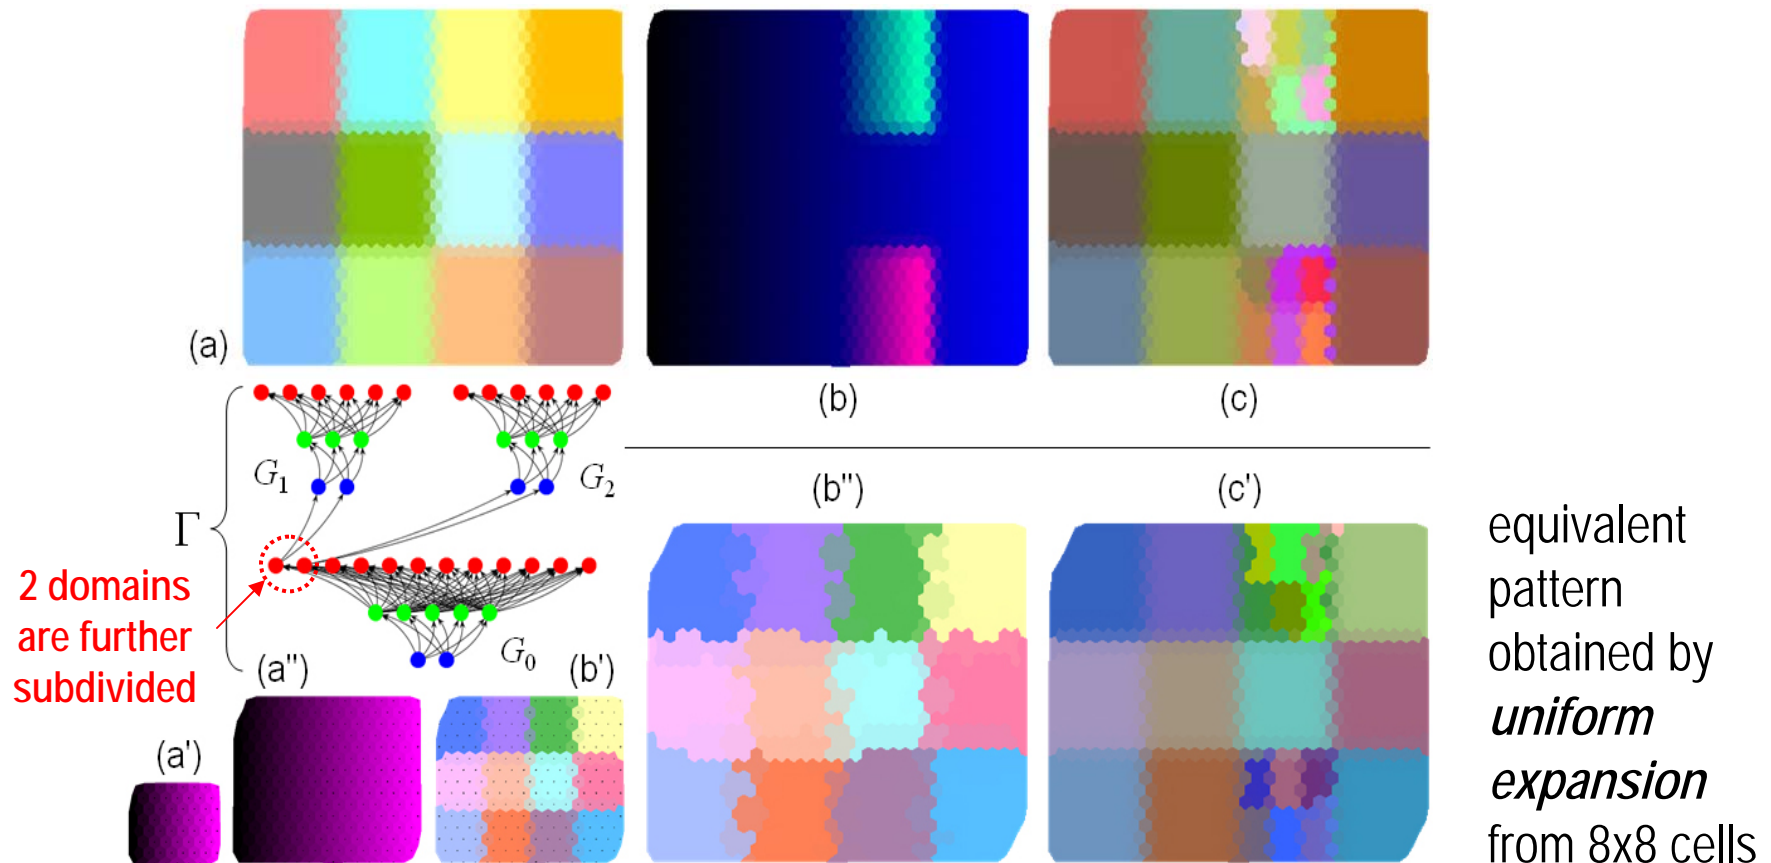 (a)
(b)
(c)
G1
G2
Γ
2 domains
are further
subdivided
G0
(a'')
(b')
(a')
(b'')
(c')
equivalent
pattern
obtained by
uniform
expansion
from 8x8 cells